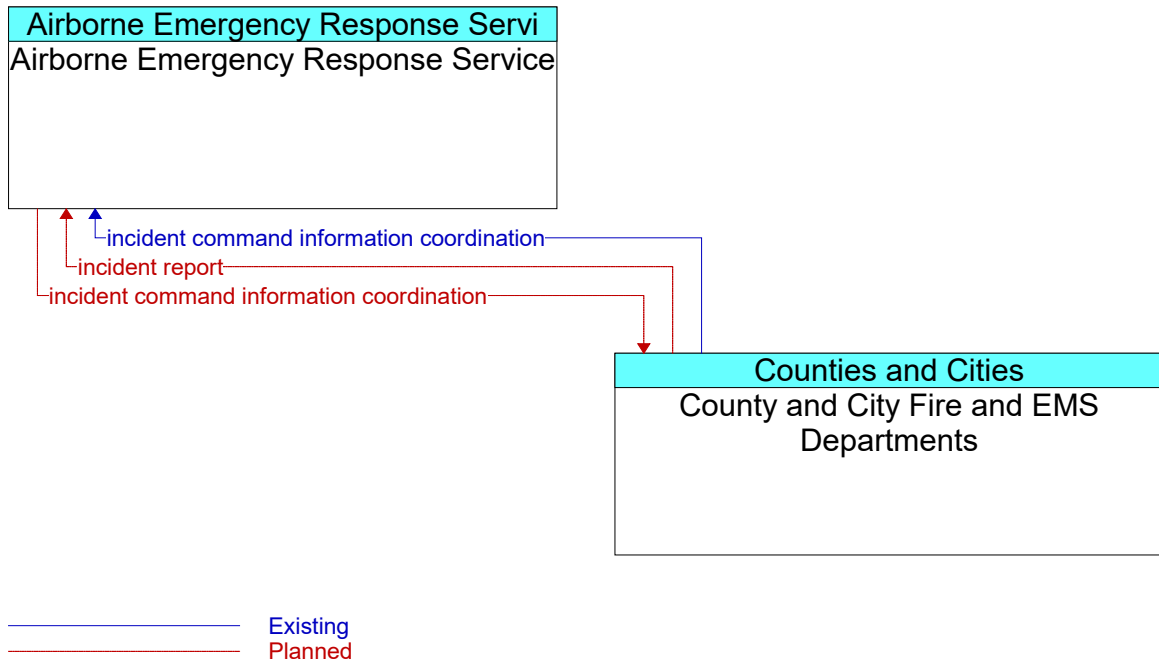 Airborne Emergency Response Servi
Airborne Emergency Response Service
incident command information coordination
incident report
incident command information coordination
Counties and Cities
County and City Fire and EMS
Departments
Existing
Planned